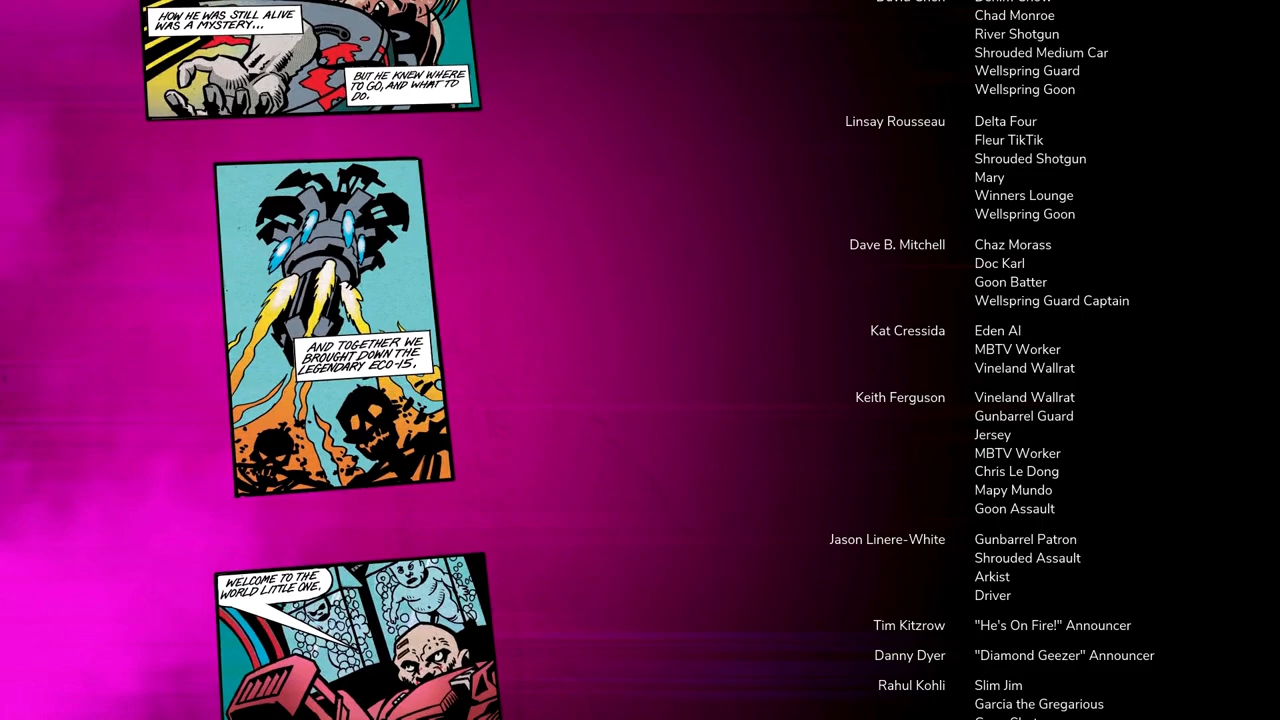 HOW HE WAS STILL ALIVE
WAS A MYSTERY...
BUT HE KNEW WHERE
TO GO, AND WHAT TO
DO.
AND TOGETHER WE
BROUGHT DOWN THE
LEGENDARY ECO-15.
WELCOME TO THE
WORLD LITTLE ONE.
Chad Monroe
River Shotgun
Shrouded Medium Car
Wellspring Guard
Wellspring Goon
Linsay Rousseau Delta Four
Fleur TikTik
Shrouded Shotgun
Mary
Winners Lounge
Wellspring Goon
Dave B. Mitchell Chaz Morass
Doc Karl
Goon Batter
Wellspring Guard Captain
Kat Cressida Eden AI
MBTV Worker
Vineland Wallrat
Keith Ferguson Vineland Wallrat
Gunbarrel Guard
Jersey
MBTV Worker
Chris Le Dong
Mapy Mundo
Goon Assault
Jason Linere-White Gunbarrel Patron
Shrouded Assault
Arkist
Driver
Tim Kitzrow "He's On Fire!" Announcer
Danny Dyer "Diamond Geezer" Announcer
Rahul Kohli Slim Jim
Garcia the Gregarious